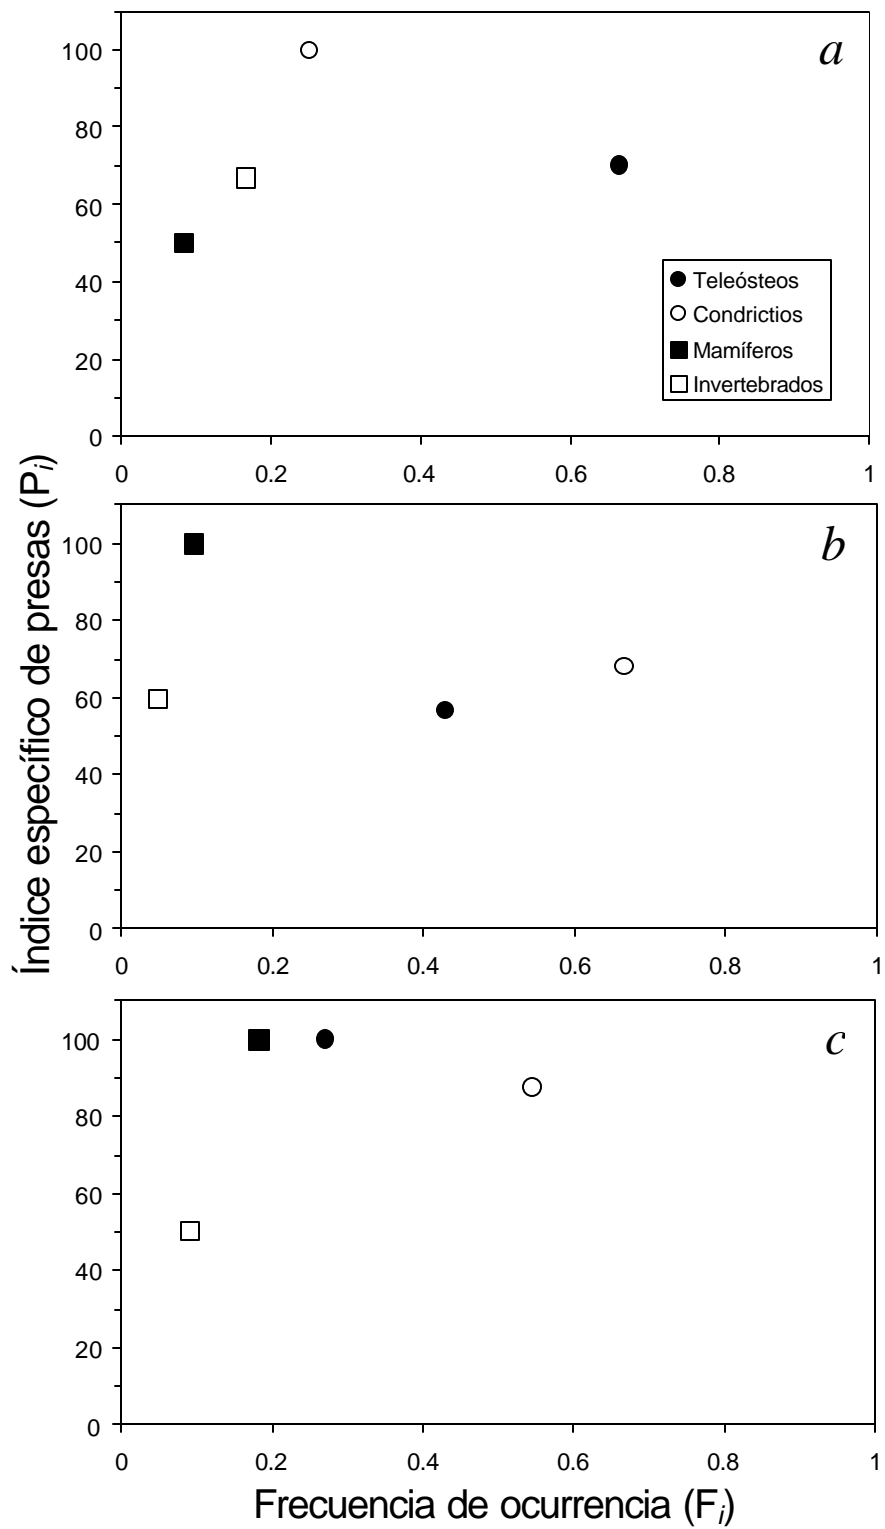 a
100
80
60
40
20
0
Teleósteos
Condrictios
Mamíferos
Invertebrados
0 0.2 0.4 0.6 0.8 1
Índice específico de presas (Pi)
b
100
80
60
40
20
0
0 0.2 0.4 0.6 0.8 1
c
100
80
60
40
20
0
0 0.2 0.4 0.6 0.8 1
Frecuencia de ocurrencia (Fi)